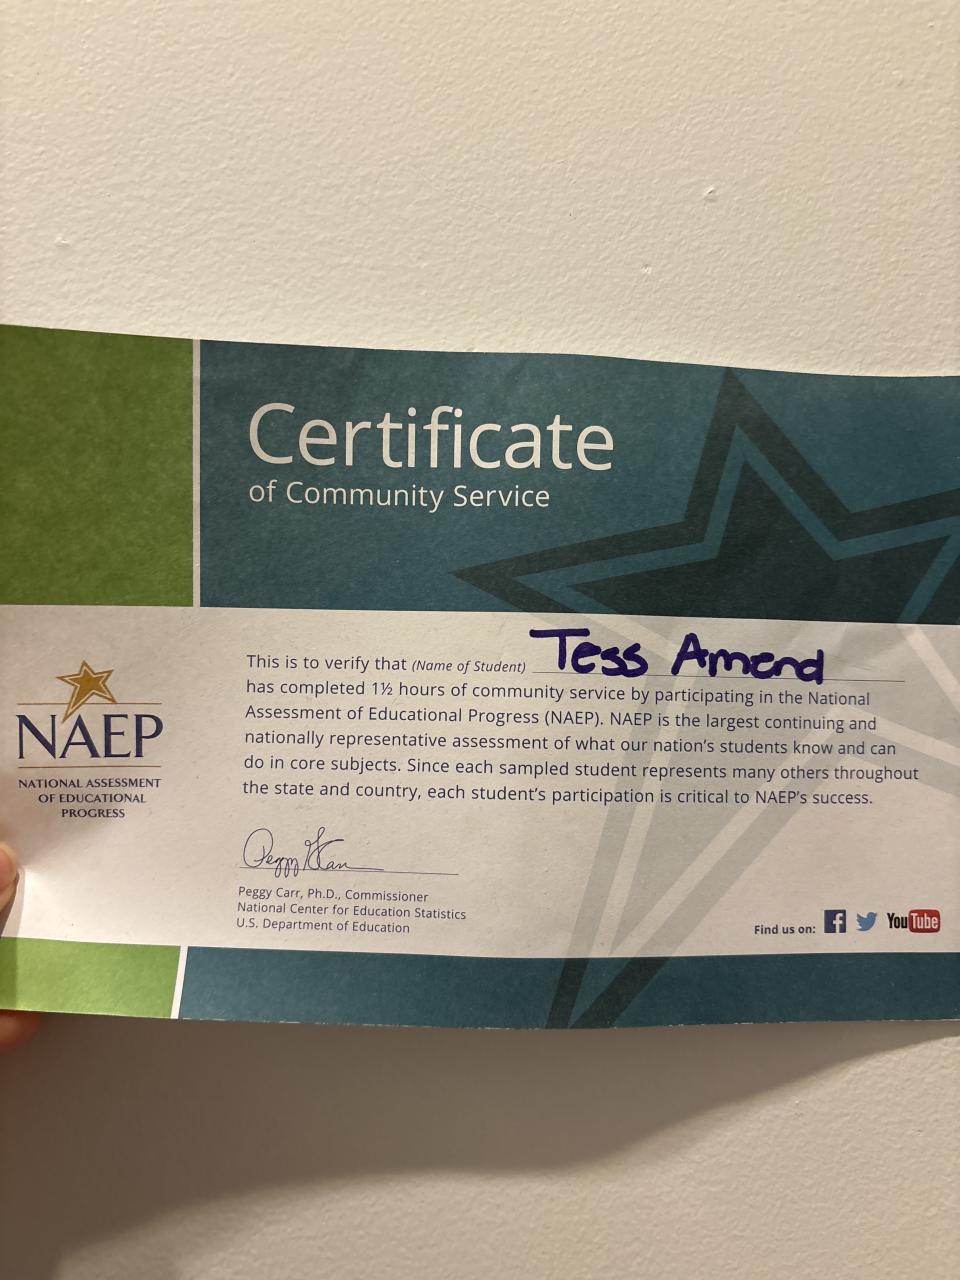 Certificate
of Community Service
This is to verify that (Name of Student) Tess Amend
has completed 1½ hours of community service by participating in the National
Assessment of Educational Progress (NAEP). NAEP is the largest continuing and
nationally representative assessment of what our nation's students know and can
do in core subjects. Since each sampled student represents many others throughout
the state and country, each student's participation is critical to NAEP's success.
NAEP
NATIONAL ASSESSMENT
OF EDUCATIONAL
PROGRESS
Peggy G Carr
Peggy Carr, Ph.D., Commissioner
National Center for Education Statistics
U.S. Department of Education
Find us on: f YouTube